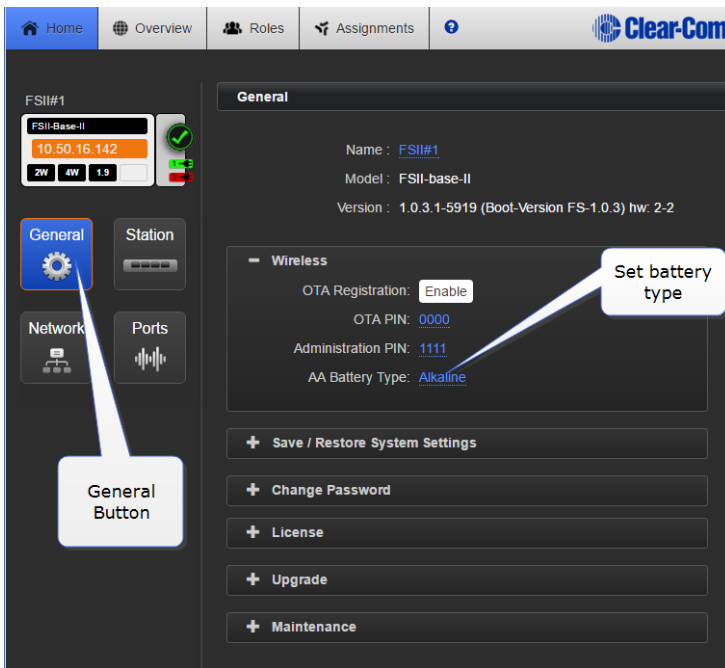 Home
Overview
Roles
Assignments
?
Clear-Com
FSII#1
FSII-Base-II
10.50.16.142
2W
4W
1.9
General
Station
Network
Ports
General
Button
General
Name : FSII#1
Model : FSII-base-II
Version : 1.0.3.1-5919 (Boot-Version FS-1.0.3) hw: 2-2
Wireless
OTA Registration: Enable
OTA PIN: 0000
Administration PIN: 1111
AA Battery Type: Alkaline
Set battery
type
Save / Restore System Settings
Change Password
License
Upgrade
Maintenance